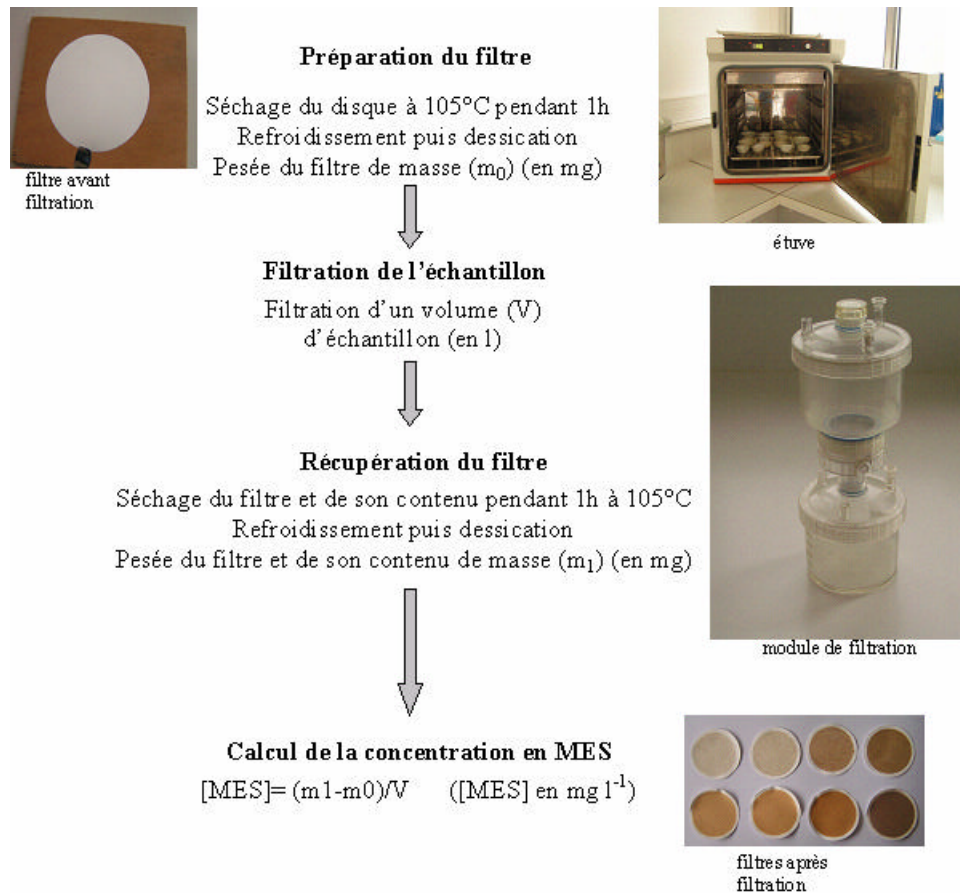 Préparation du filtre
Séchage du disque à 105°C pendant 1h
Refroidissement puis dessication
Pesée du filtre de masse (m0) (en mg)
filtre avant
filtration
étuve
Filtration de l'échantillon
Filtration d'un volume (V)
d'échantillon (en l)
Récupération du filtre
Séchage du filtre et de son contenu pendant 1h à 105°C
Refroidissement puis dessication
Pesée du filtre et de son contenu de masse (m1) (en mg)
module de filtration
Calcul de la concentration en MES
[MES]= (m1-m0)/V ([MES] en mg l⁻¹)
filtres après
filtration